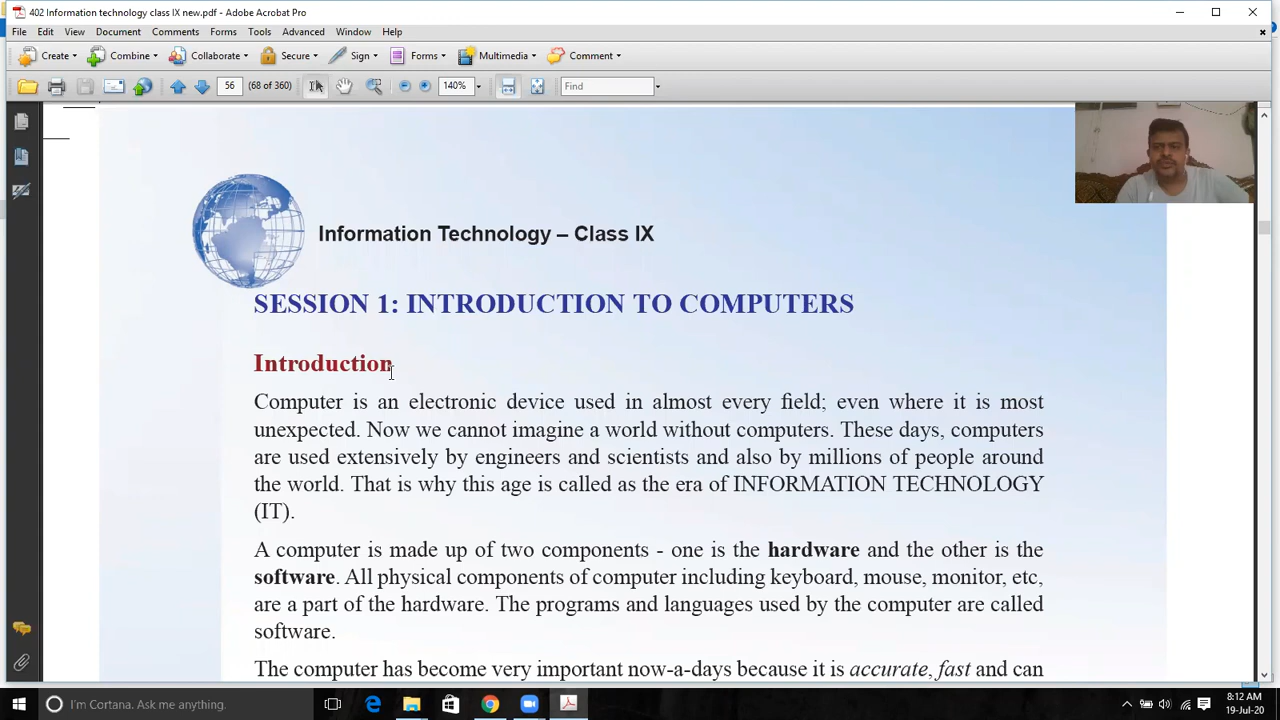 402 Information technology class IX new.pdf - Adobe Acrobat Pro
File Edit View Document Comments Forms Tools Advanced Window Help
Create Combine Collaborate Secure Sign Forms Multimedia Comment
56 (68 of 360) 140% Find
Information Technology – Class IX
SESSION 1: INTRODUCTION TO COMPUTERS
Introduction
Computer is an electronic device used in almost every field; even where it is most
unexpected. Now we cannot imagine a world without computers. These days, computers
are used extensively by engineers and scientists and also by millions of people around
the world. That is why this age is called as the era of INFORMATION TECHNOLOGY
(IT).
A computer is made up of two components - one is the hardware and the other is the
software. All physical components of computer including keyboard, mouse, monitor, etc,
are a part of the hardware. The programs and languages used by the computer are called
software.
The computer has become very important now-a-days because it is accurate, fast and can
I'm Cortana. Ask me anything.
8:12 AM
19-Jul-20